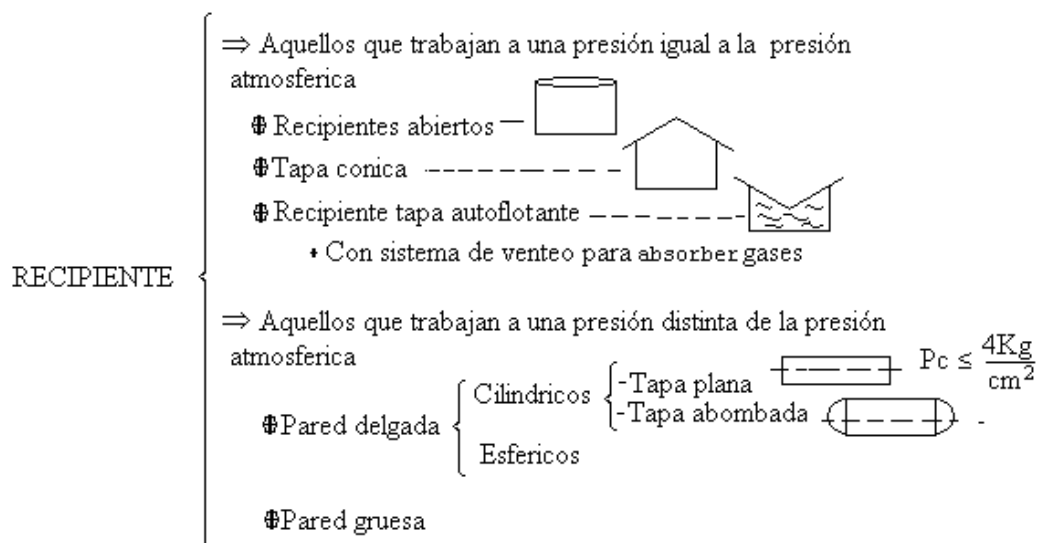 ⇒ Aquellos que trabajan a una presión igual a la presión
atmosferica
Recipientes abiertos
Tapa conica
Recipiente tapa autoflotante
• Con sistema de venteo para absorber gases
RECIPIENTE
⇒ Aquellos que trabajan a una presión distinta de la presión
atmosferica
Pared delgada
Cilindricos
-Tapa plana
Pc ≤ 4Kg/cm²
-Tapa abombada
Esfericos
Pared gruesa